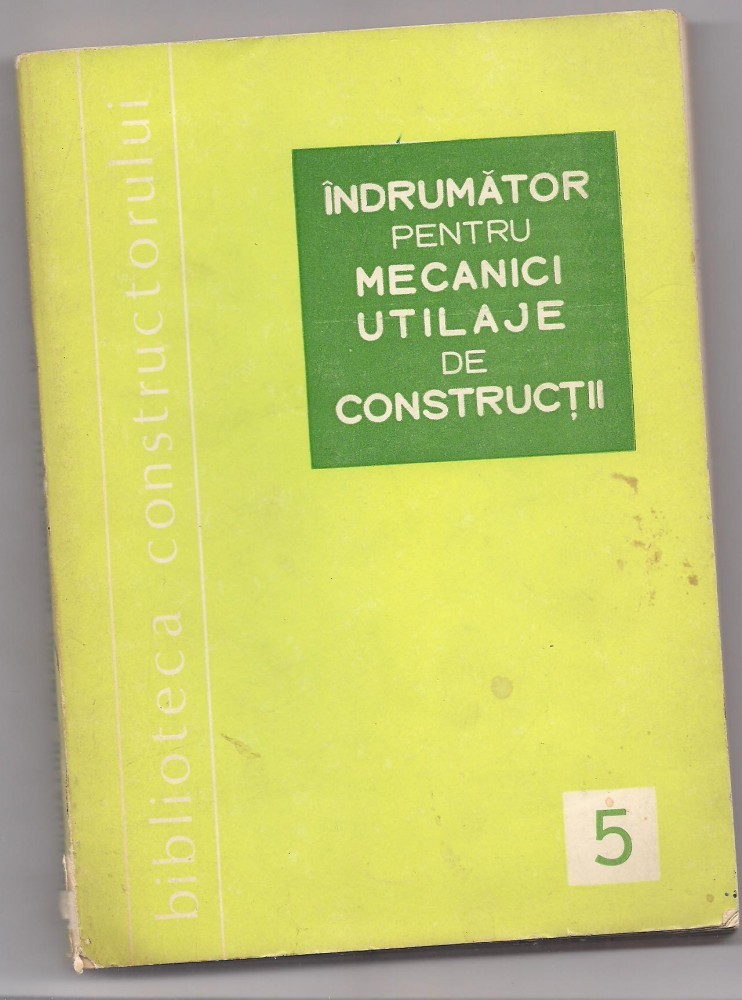 biblioteca constructorului
ÎNDRUMĂTOR
PENTRU
MECANICI
UTILAJE
DE
CONSTRUCȚII
5